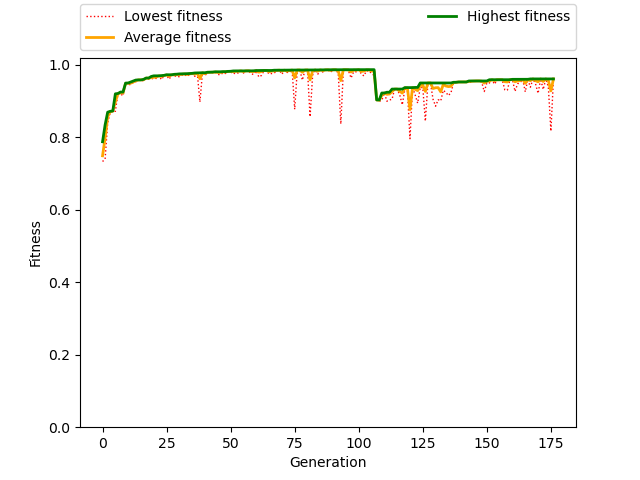 Lowest fitness
Average fitness
Highest fitness
1.0
0.8
0.6
0.4
0.2
0.0
Fitness
0 25 50 75 100 125 150 175
Generation